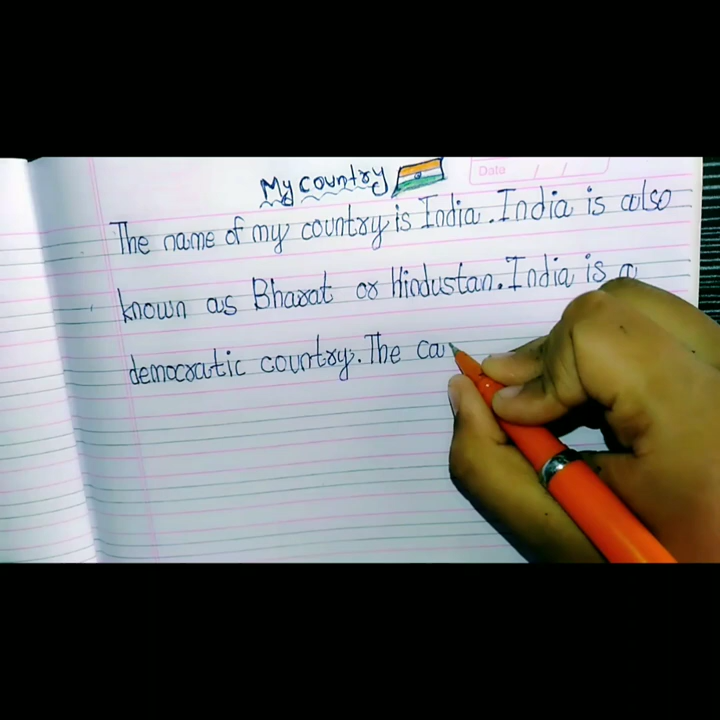 My country
Date / /
The name of my country is India. India is also
known as Bharat or Hindustan. India is a
democratic country. The ca